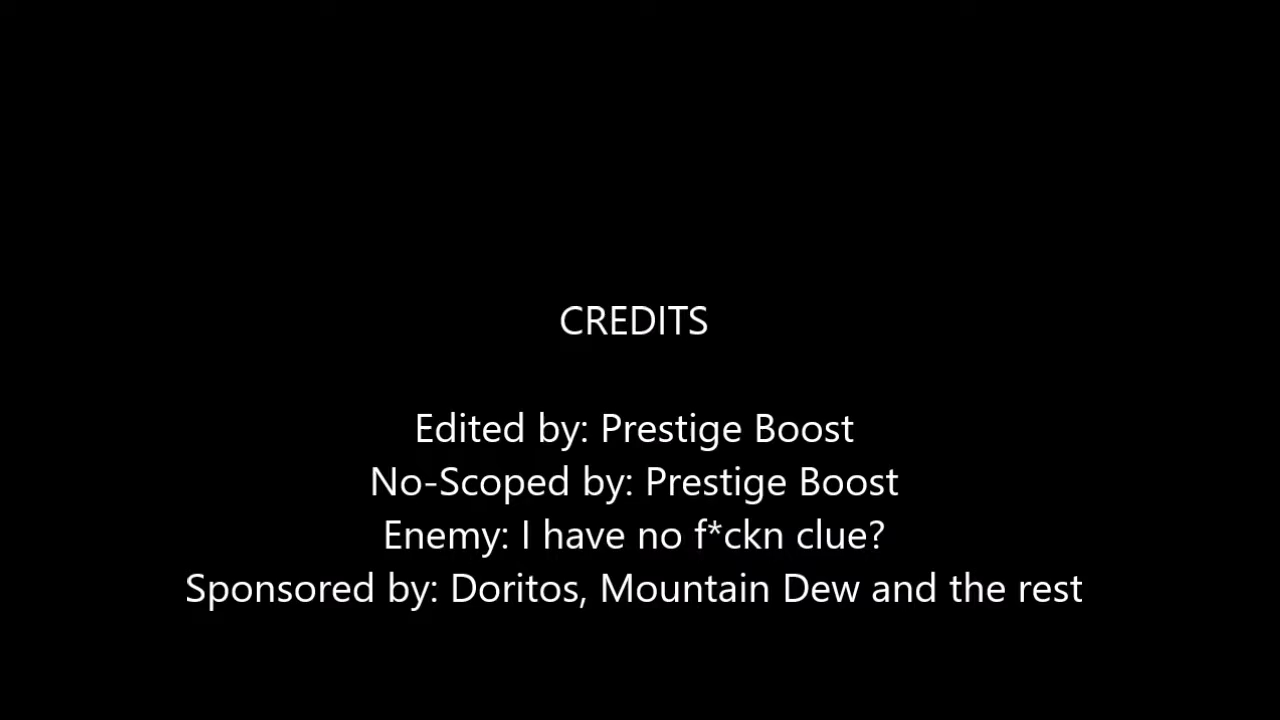 CREDITS
Edited by: Prestige Boost
No-Scoped by: Prestige Boost
Enemy: I have no f*ckn clue?
Sponsored by: Doritos, Mountain Dew and the rest